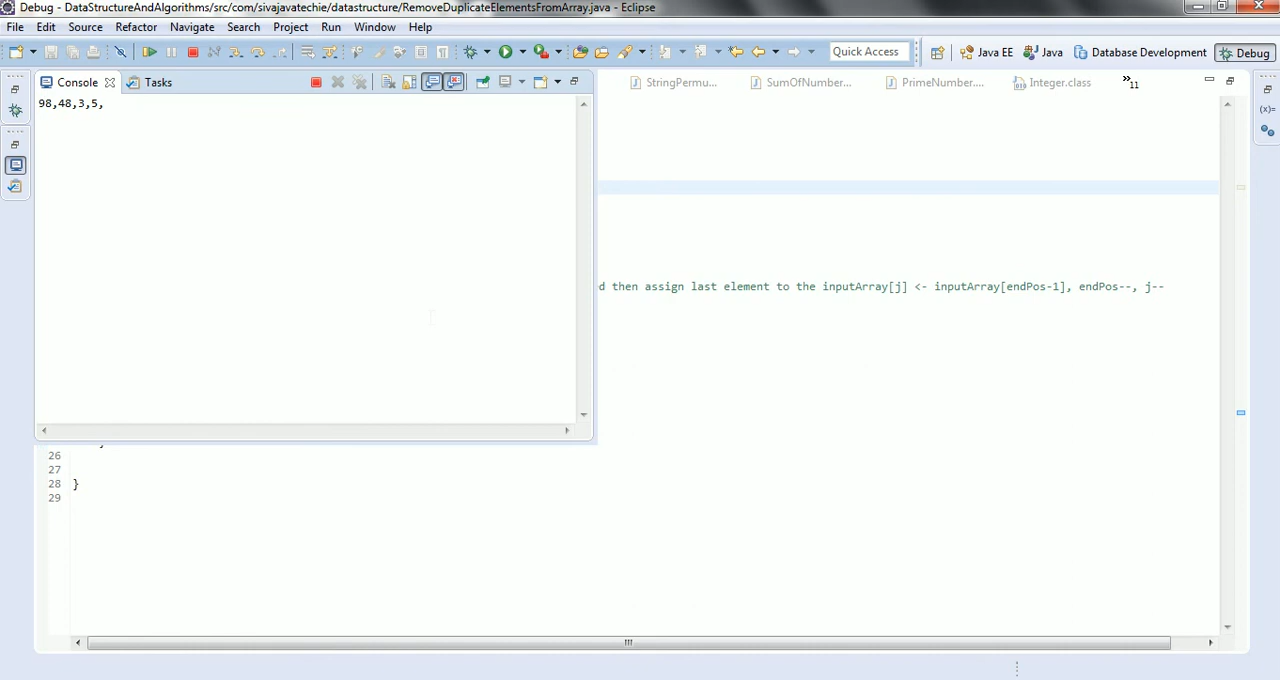 Debug - DataStructureAndAlgorithms/src/com/sivajavatechie/datastructure/RemoveDuplicateElementsFromArray.java - Eclipse
File Edit Source Refactor Navigate Search Project Run Window Help
Quick Access Java EE Java Database Development Debug
Console Tasks StringPermu... SumOfNumber... PrimeNumber.... Integer.class »11
(x)=
98,48,3,5,
d then assign last element to the inputArray[j] <- inputArray[endPos-1], endPos--, j--
26
27
28 }
29